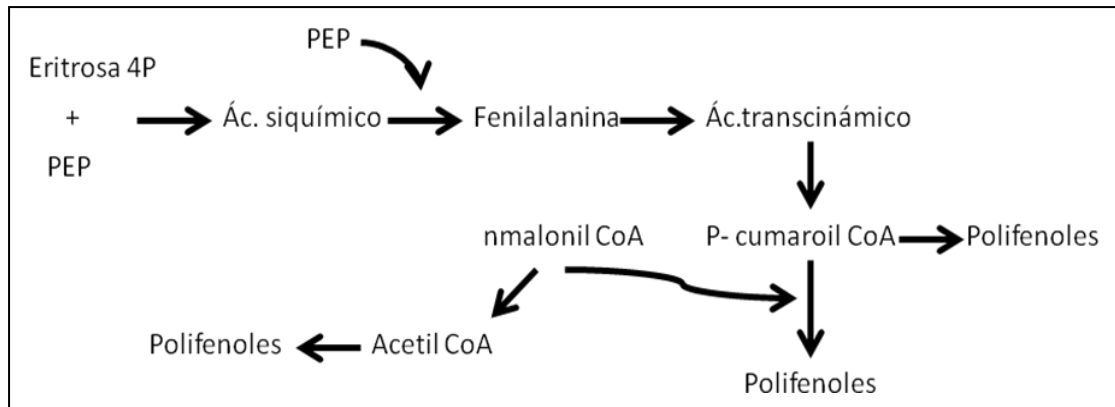 PEP
Eritrosa 4P
+
PEP
Ác. siquímico
Fenilalanina
Ác.transcinámico
nmalonil CoA
P- cumaroil CoA
Polifenoles
Polifenoles
Acetil CoA
Polifenoles